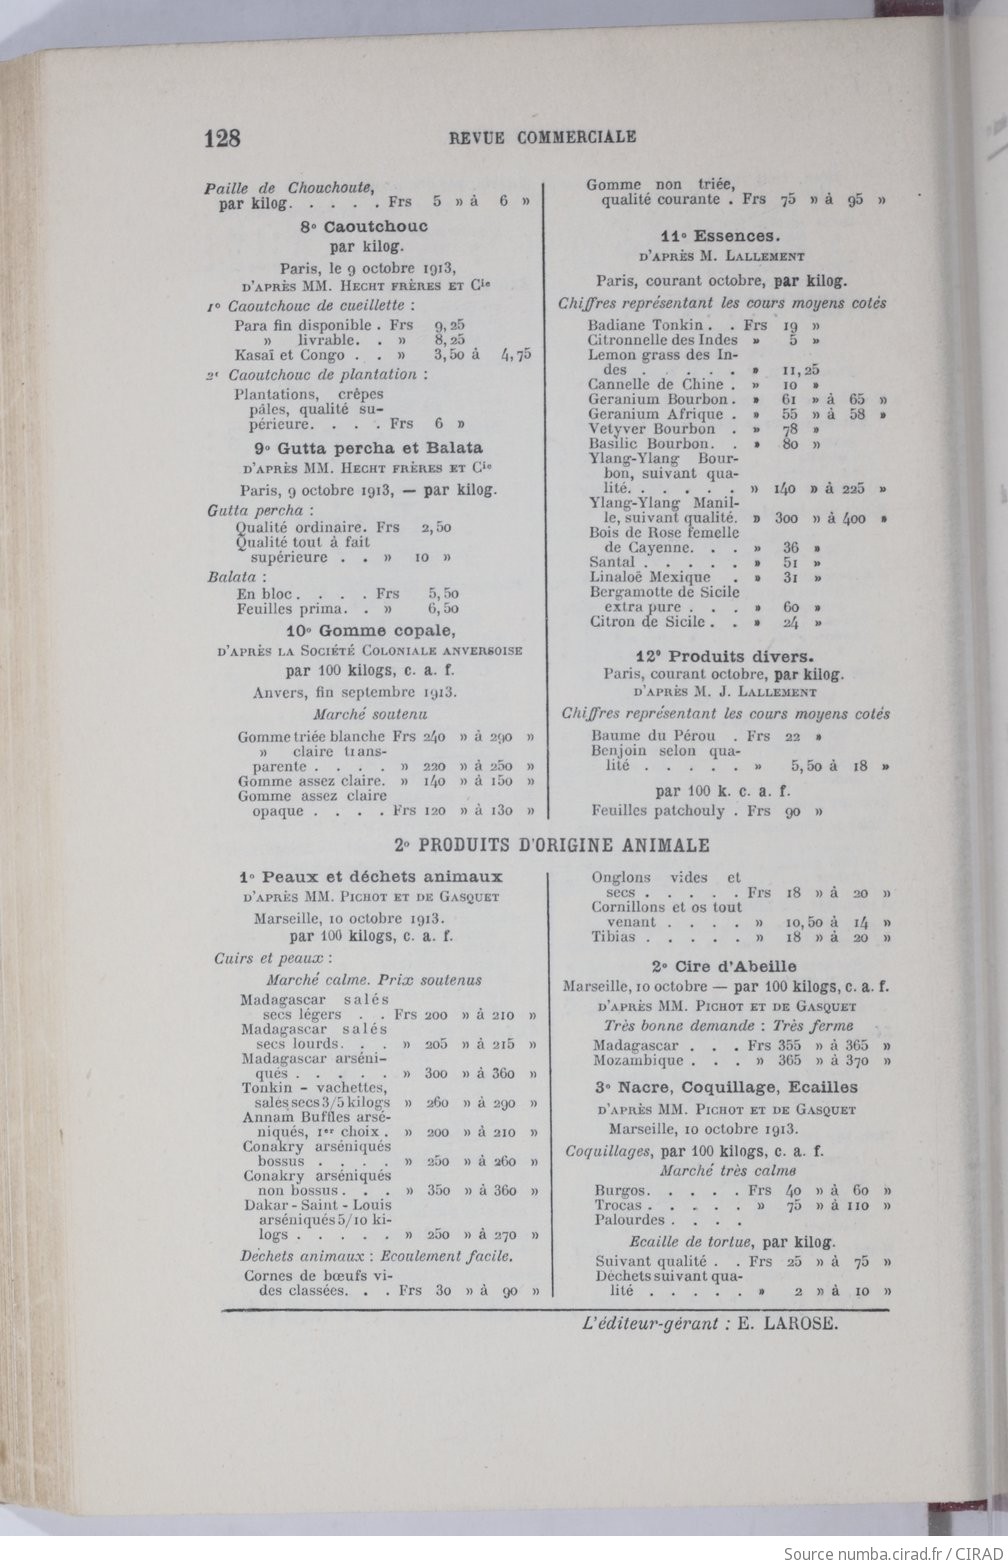 128 REVUE COMMERCIALE
Paille de Chouchoute,
par kilog. . . . . Frs 5 » à 6 »
8° Caoutchouc
par kilog.
Paris, le 9 octobre 1913,
D'APRÈS MM. HECHT FRÈRES ET Cie
1° Caoutchouc de cueillette :
Para fin disponible . Frs 9,25
» livrable. . » 8,25
Kasaï et Congo . . » 3,50 à 4,75
2° Caoutchouc de plantation :
Plantations, crêpes
pâles, qualité su-
périeure. . . . Frs 6 »
9° Gutta percha et Balata
D'APRÈS MM. HECHT FRÈRES ET Cie
Paris, 9 octobre 1913, — par kilog.
Gutta percha :
Qualité ordinaire. Frs 2,50
Qualité tout à fait
supérieure . . » 10 »
Balata :
En bloc. . . . Frs 5,50
Feuilles prima. . » 6,50
10° Gomme copale,
D'APRÈS LA SOCIÉTÉ COLONIALE ANVERSOISE
par 100 kilogs, c. a. f.
Anvers, fin septembre 1913.
Marché soutenu
Gomme triée blanche Frs 240 » à 290 »
» claire trans-
parente . . . . » 220 » à 250 »
Gomme assez claire. » 140 » à 150 »
Gomme assez claire
opaque . . . . Frs 120 » à 130 »
Gomme non triée,
qualité courante . Frs 75 » à 95 »
11° Essences.
D'APRÈS M. LALLEMENT
Paris, courant octobre, par kilog.
Chiffres représentant les cours moyens cotés
Badiane Tonkin . . Frs 19 »
Citronnelle des Indes » 5 »
Lemon grass des In-
des . . . . . » 11,25
Cannelle de Chine . » 10 »
Geranium Bourbon . » 61 » à 65 »
Geranium Afrique . » 55 » à 58 »
Vetyver Bourbon . » 78 »
Basilic Bourbon. . » 80 »
Ylang-Ylang Bour-
bon, suivant qua-
lité. . . . . . » 140 » à 225 »
Ylang-Ylang Manil-
le, suivant qualité. » 300 » à 400 »
Bois de Rose femelle
de Cayenne. . . » 36 »
Santal . . . . . » 51 »
Linaloë Mexique . » 31 »
Bergamotte de Sicile
extra pure . . . » 60 »
Citron de Sicile . . » 24 »
12° Produits divers.
Paris, courant octobre, par kilog.
D'APRÈS M. J. LALLEMENT
Chiffres représentant les cours moyens cotés
Baume du Pérou . Frs 22 »
Benjoin selon qua-
lité . . . . . » 5,50 à 18 »
par 100 k. c. a. f.
Feuilles patchouly . Frs 90 »
2° PRODUITS D'ORIGINE ANIMALE
1° Peaux et déchets animaux
D'APRÈS MM. PICHOT ET DE GASQUET
Marseille, 10 octobre 1913.
par 100 kilogs, c. a. f.
Cuirs et peaux :
Marché calme. Prix soutenus
Madagascar salés
secs légers . . Frs 200 » à 210 »
Madagascar salés
secs lourds. . . » 205 » à 215 »
Madagascar arséni-
qués . . . . . » 300 » à 360 »
Tonkin - vachettes,
salés secs 3/5 kilogs » 260 » à 290 »
Annam Buffles arsé-
niqués, 1er choix . » 200 » à 210 »
Conakry arséniqués
bossus . . . . » 250 » à 260 »
Conakry arséniqués
non bossus . . . » 350 » à 360 »
Dakar - Saint - Louis
arséniqués 5/10 ki-
logs . . . . . » 250 » à 270 »
Déchets animaux : Ecoulement facile.
Cornes de bœufs vi-
des classées. . . Frs 30 » à 90 »
Onglons vides et
secs . . . . . Frs 18 » à 20 »
Cornillons et os tout
venant . . . . » 10,50 à 14 »
Tibias . . . . . » 18 » à 20 »
2° Cire d'Abeille
Marseille, 10 octobre — par 100 kilogs, c. a. f.
D'APRÈS MM. PICHOT ET DE GASQUET
Très bonne demande : Très ferme
Madagascar . . . Frs 355 » à 365 »
Mozambique . . . » 365 » à 370 »
3° Nacre, Coquillage, Ecailles
D'APRÈS MM. PICHOT ET DE GASQUET
Marseille, 10 octobre 1913.
Coquillages, par 100 kilogs, c. a. f.
Marché très calme
Burgos. . . . . Frs 40 » à 60 »
Trocas . . . . . » 75 » à 110 »
Palourdes . . . .
Ecaille de tortue, par kilog.
Suivant qualité . . Frs 25 » à 75 »
Déchets suivant qua-
lité . . . . . » 2 » à 10 »
L'éditeur-gérant : E. LAROSE.
Source numba.cirad.fr / CIRAD